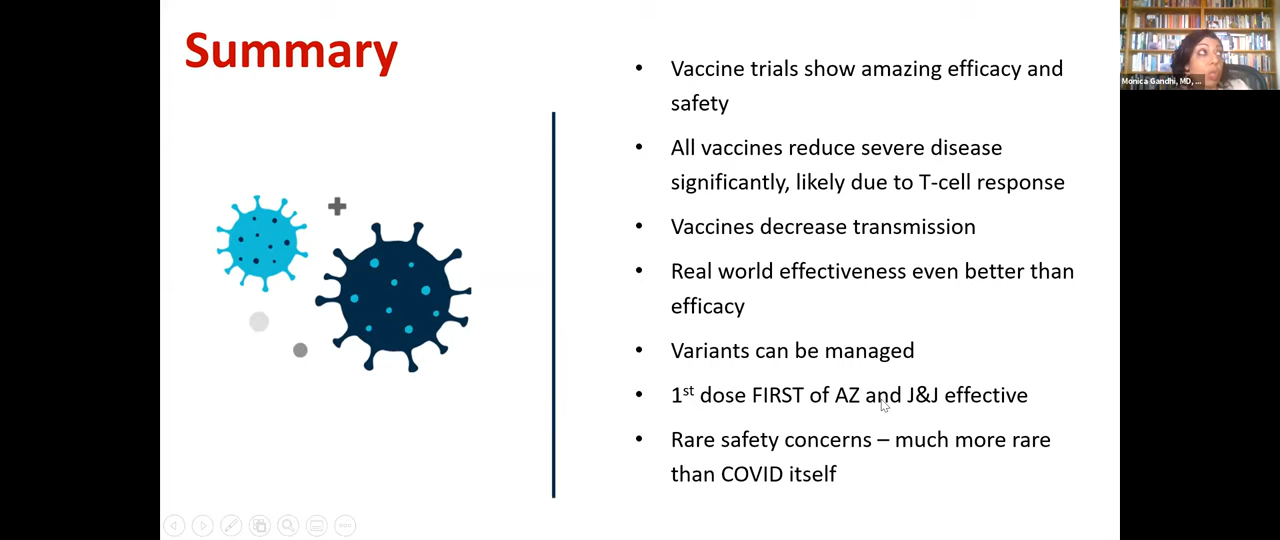 Summary
• Vaccine trials show amazing efficacy and
safety
• All vaccines reduce severe disease
significantly, likely due to T-cell response
• Vaccines decrease transmission
• Real world effectiveness even better than
efficacy
• Variants can be managed
• 1st dose FIRST of AZ and J&J effective
• Rare safety concerns – much more rare
than COVID itself
Monica Gandhi, MD, ...